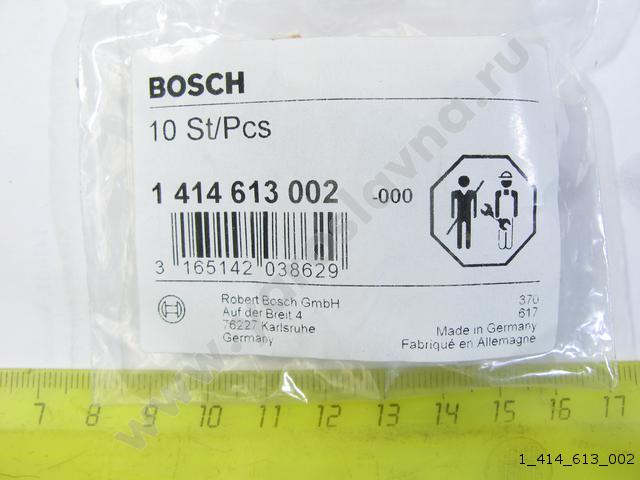 BOSCH
10 St/Pcs
1 414 613 002 -000
3 165142 038629
Robert Bosch GmbH
Auf der Breit 4
76227 Karlsruhe
Germany
370
617
Made in Germany
Fabriqué en Allemagne
7 8 9 10 11 12 13 14 15 16 17
1_414_613_002